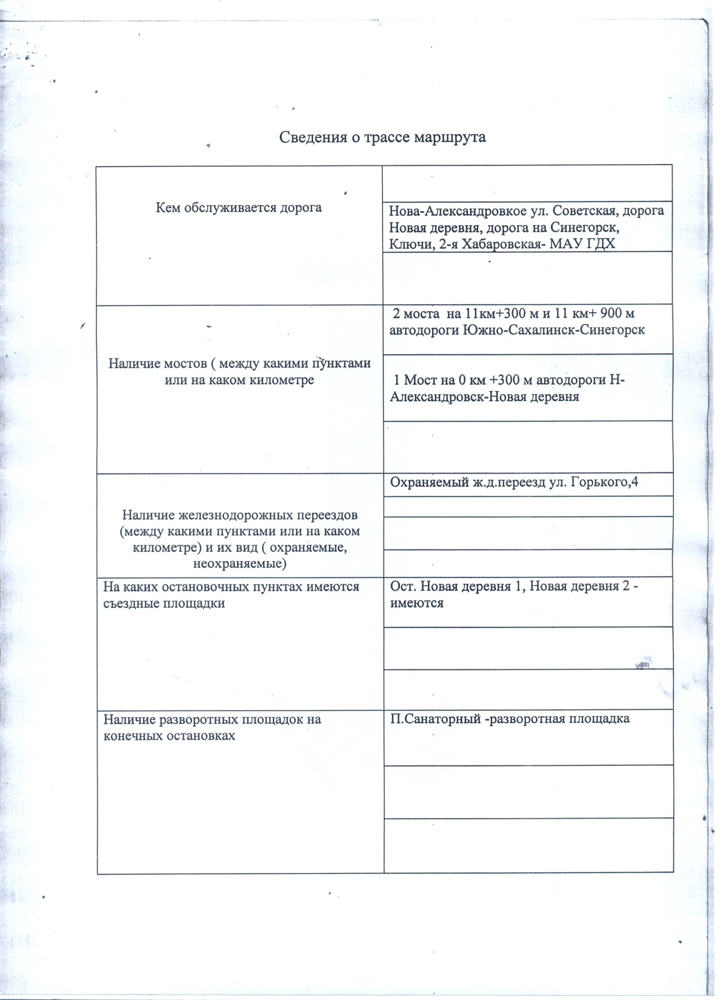 Сведения о трассе маршрута
Кем обслуживается дорога
Нова-Александровкое ул. Советская, дорога
Новая деревня, дорога на Синегорск,
Ключи, 2-я Хабаровская- МАУ ГДХ
Наличие мостов ( между какими пунктами
или на каком километре
2 моста на 11км+300 м и 11 км+ 900 м
автодороги Южно-Сахалинск-Синегорск
1 Мост на 0 км +300 м автодороги Н-
Александровск-Новая деревня
Наличие железнодорожных переездов
(между какими пунктами или на каком
километре) и их вид ( охраняемые,
неохраняемые)
Охраняемый ж.д.переезд ул. Горького,4
На каких остановочных пунктах имеются
съездные площадки
Ост. Новая деревня 1, Новая деревня 2 -
имеются
Наличие разворотных площадок на
конечных остановках
П.Санаторный -разворотная площадка